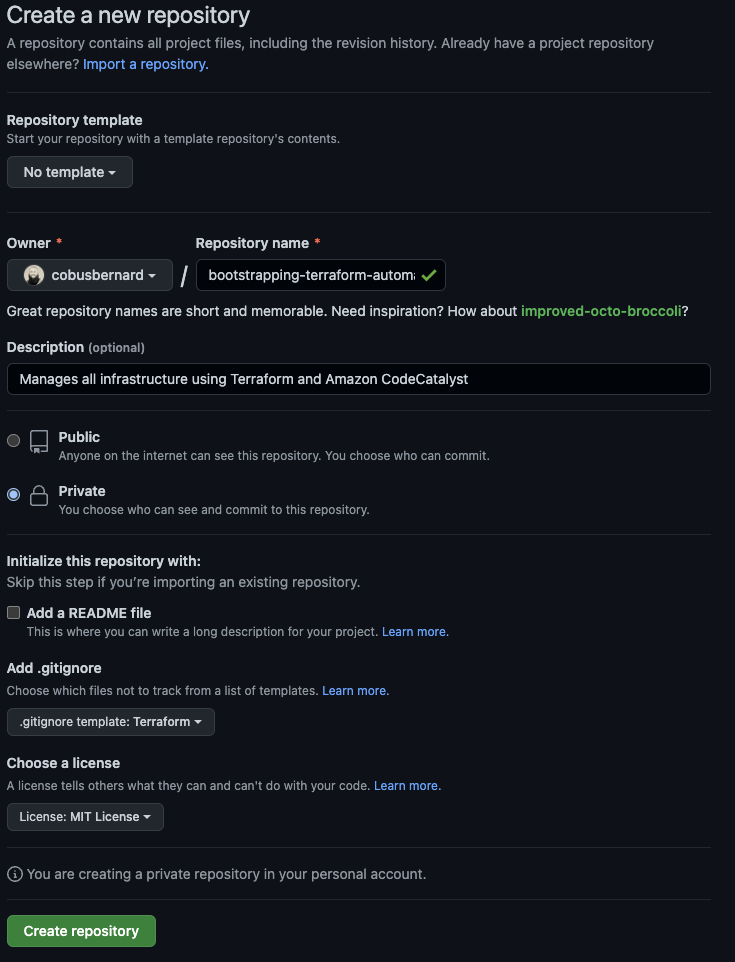 Create a new repository
A repository contains all project files, including the revision history. Already have a project repository
elsewhere? Import a repository.
Repository template
Start your repository with a template repository's contents.
No template
Owner * Repository name *
cobusbernard / bootstrapping-terraform-automa
Great repository names are short and memorable. Need inspiration? How about improved-octo-broccoli?
Description (optional)
Manages all infrastructure using Terraform and Amazon CodeCatalyst
Public
Anyone on the internet can see this repository. You choose who can commit.
Private
You choose who can see and commit to this repository.
Initialize this repository with:
Skip this step if you’re importing an existing repository.
Add a README file
This is where you can write a long description for your project. Learn more.
Add .gitignore
Choose which files not to track from a list of templates. Learn more.
.gitignore template: Terraform
Choose a license
A license tells others what they can and can't do with your code. Learn more.
License: MIT License
You are creating a private repository in your personal account.
Create repository